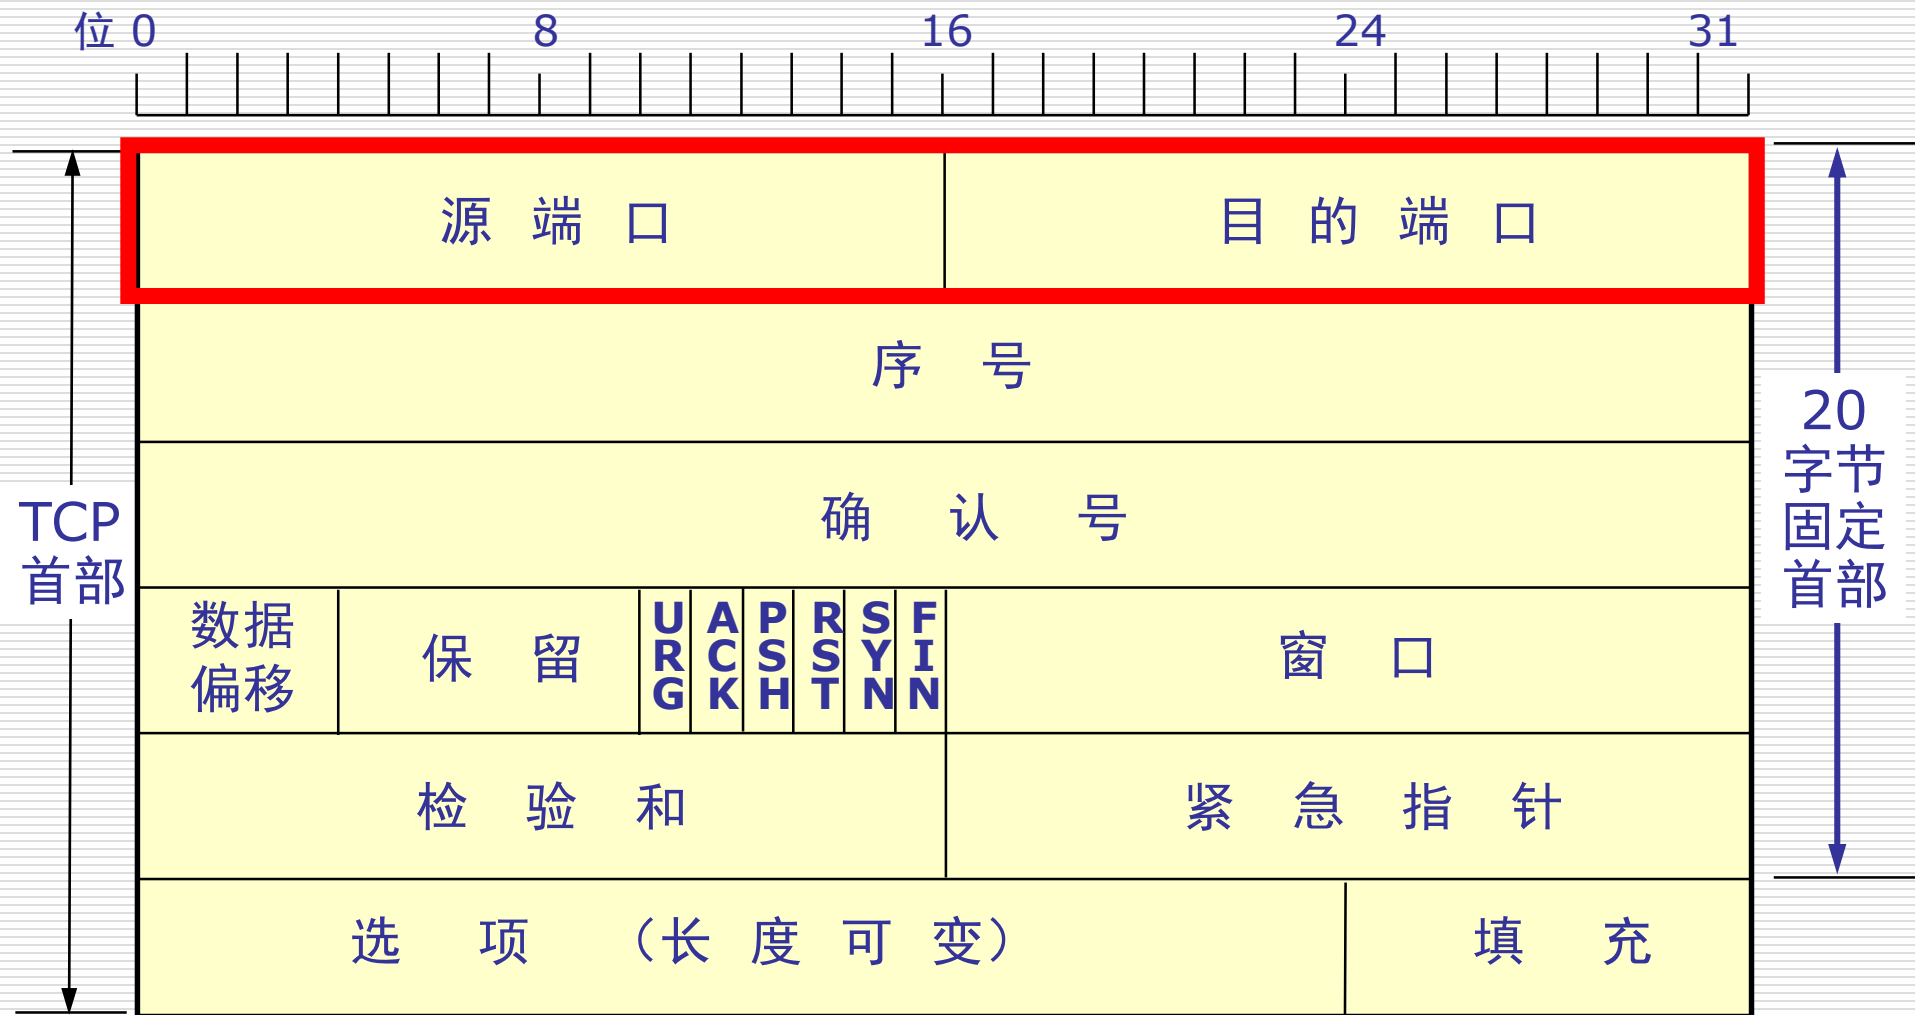 位 0 8 16 24 31
源 端 口
目 的 端 口
序 号
确 认 号
TCP
首部
20
字节
固定
首部
数据
偏移
保 留
URG
ACK
PSH
RST
SYN
FIN
窗 口
检 验 和
紧 急 指 针
选 项 （长 度 可 变）
填 充